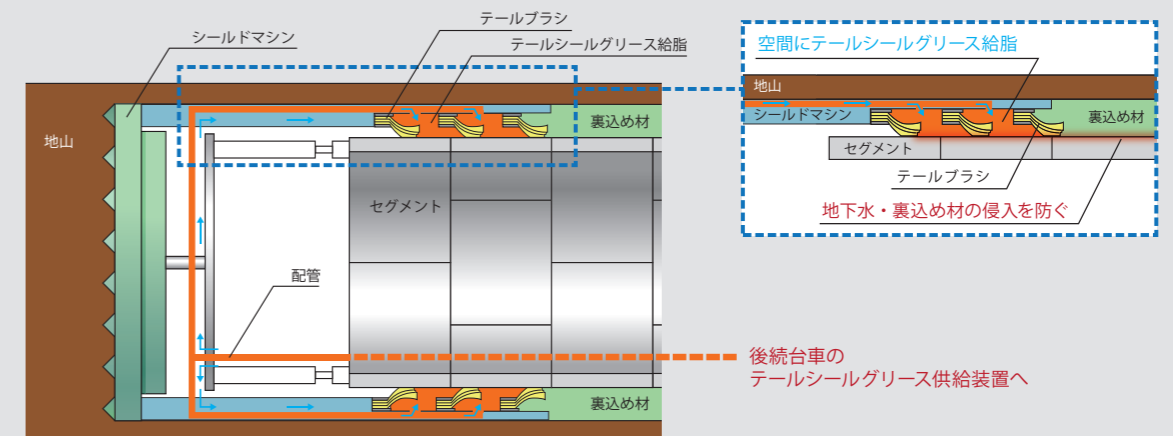 シールドマシン
テールブラシ
テールシールグリース給脂
地山
裏込め材
セグメント
配管
裏込め材
後続台車の
テールシールグリース供給装置へ
空間にテールシールグリース給脂
地山
シールドマシン
裏込め材
セグメント
テールブラシ
地下水・裏込め材の侵入を防ぐ